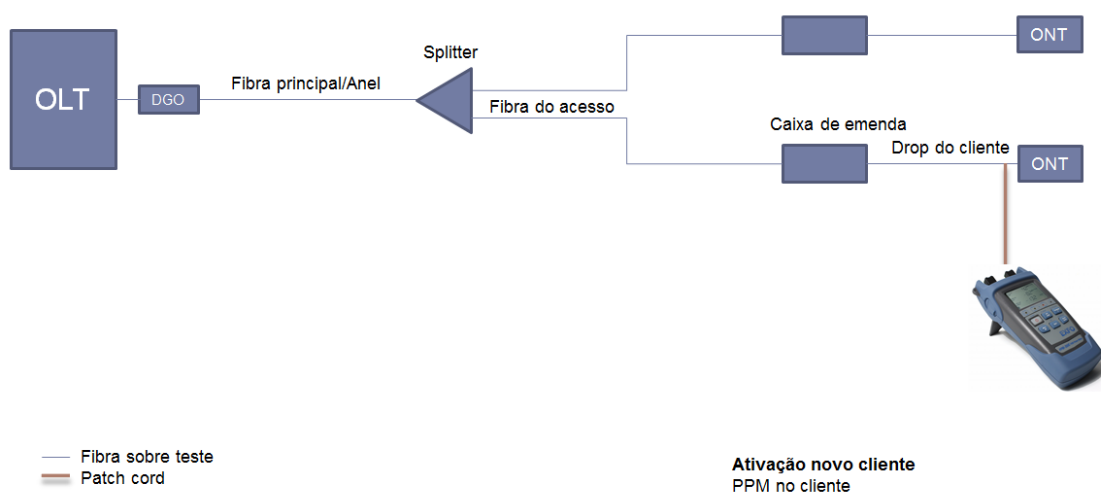 ONT
Splitter
OLT
DGO
Fibra principal/Anel
Fibra do acesso
Caixa de emenda
Drop do cliente
ONT
EXFO
Fibra sobre teste
Patch cord
Ativação novo cliente
PPM no cliente